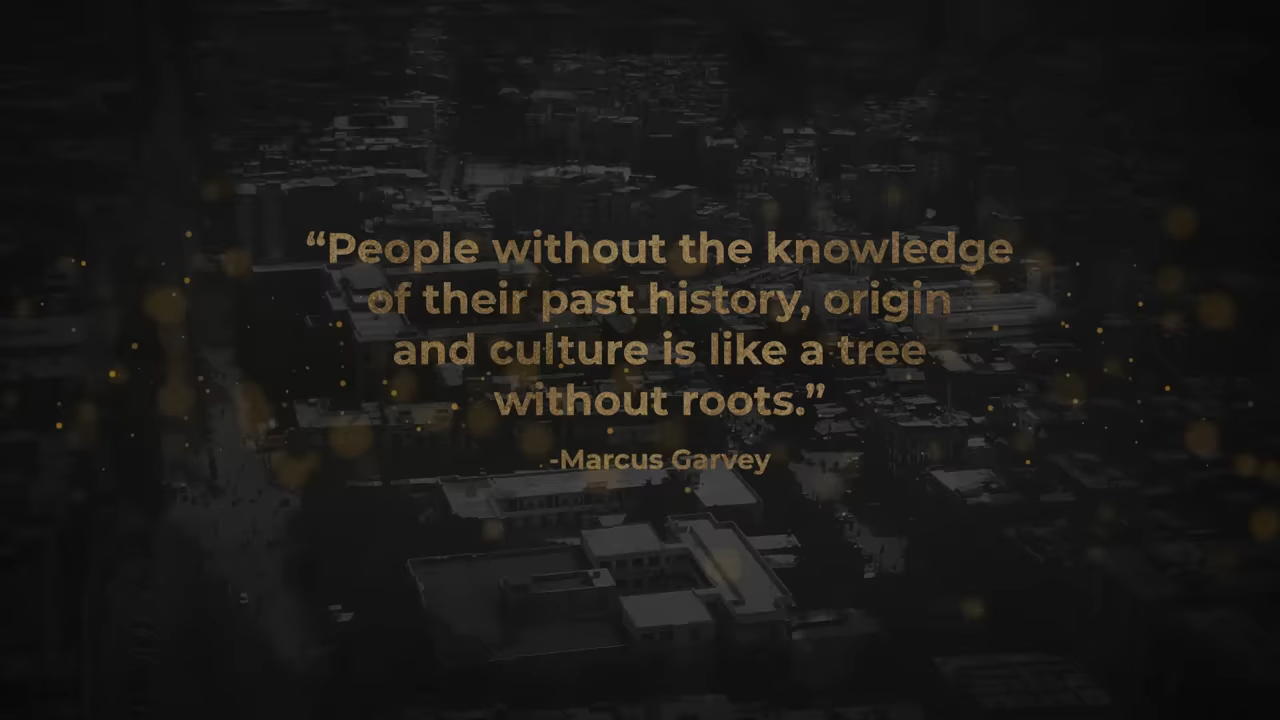 “People without the knowledge
of their past history, origin
and culture is like a tree
without roots.”
-Marcus Garvey